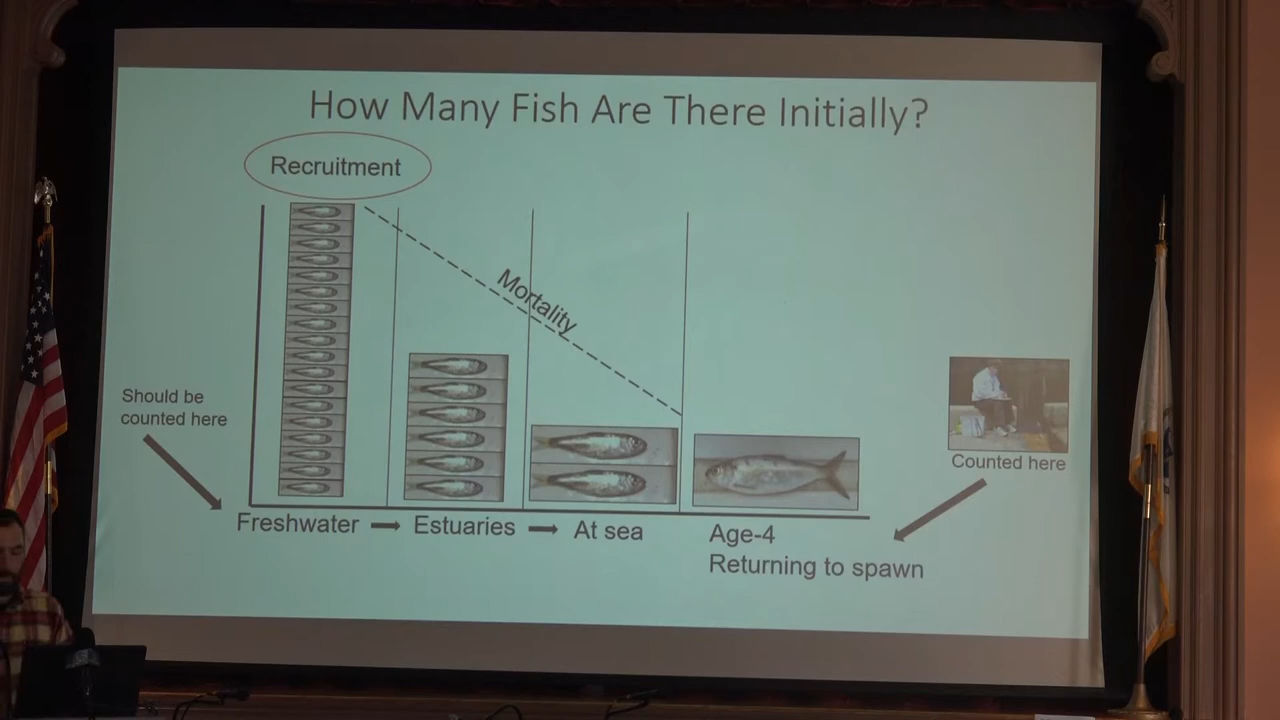 How Many Fish Are There Initially?
Recruitment
Mortality
Should be
counted here
Counted here
Freshwater
Estuaries
At sea
Age-4
Returning to spawn